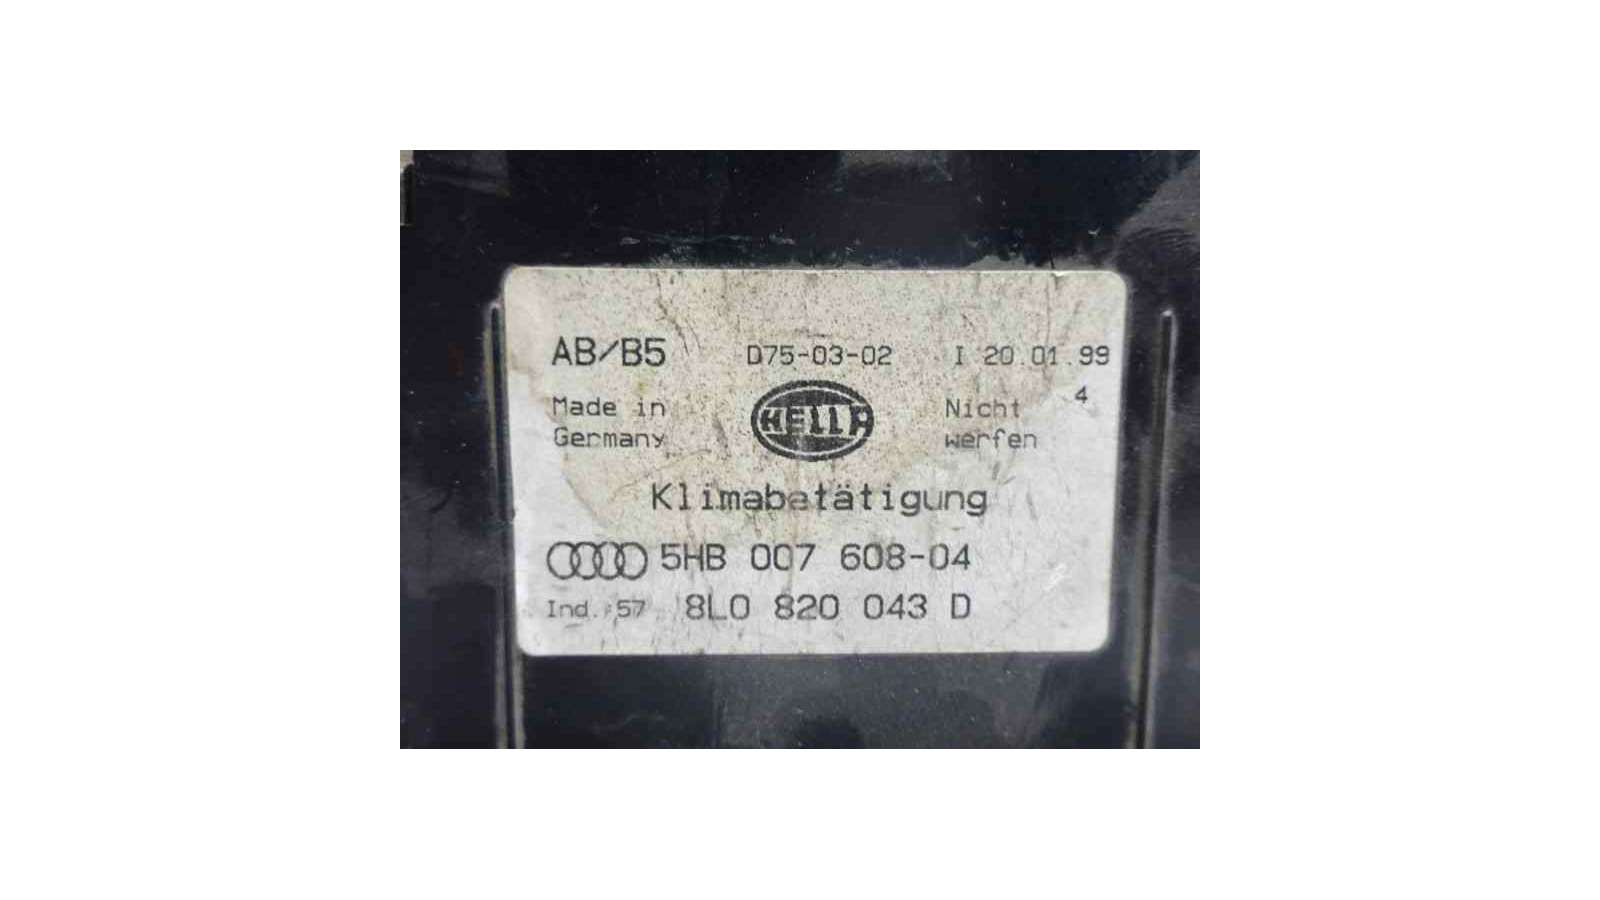 AB/B5 D75-03-02 I 20.01.99
4
Made in HELLA Nicht
Germany werfen
Klimabetätigung
5HB 007 608-04
Ind. 57 8L0 820 043 D